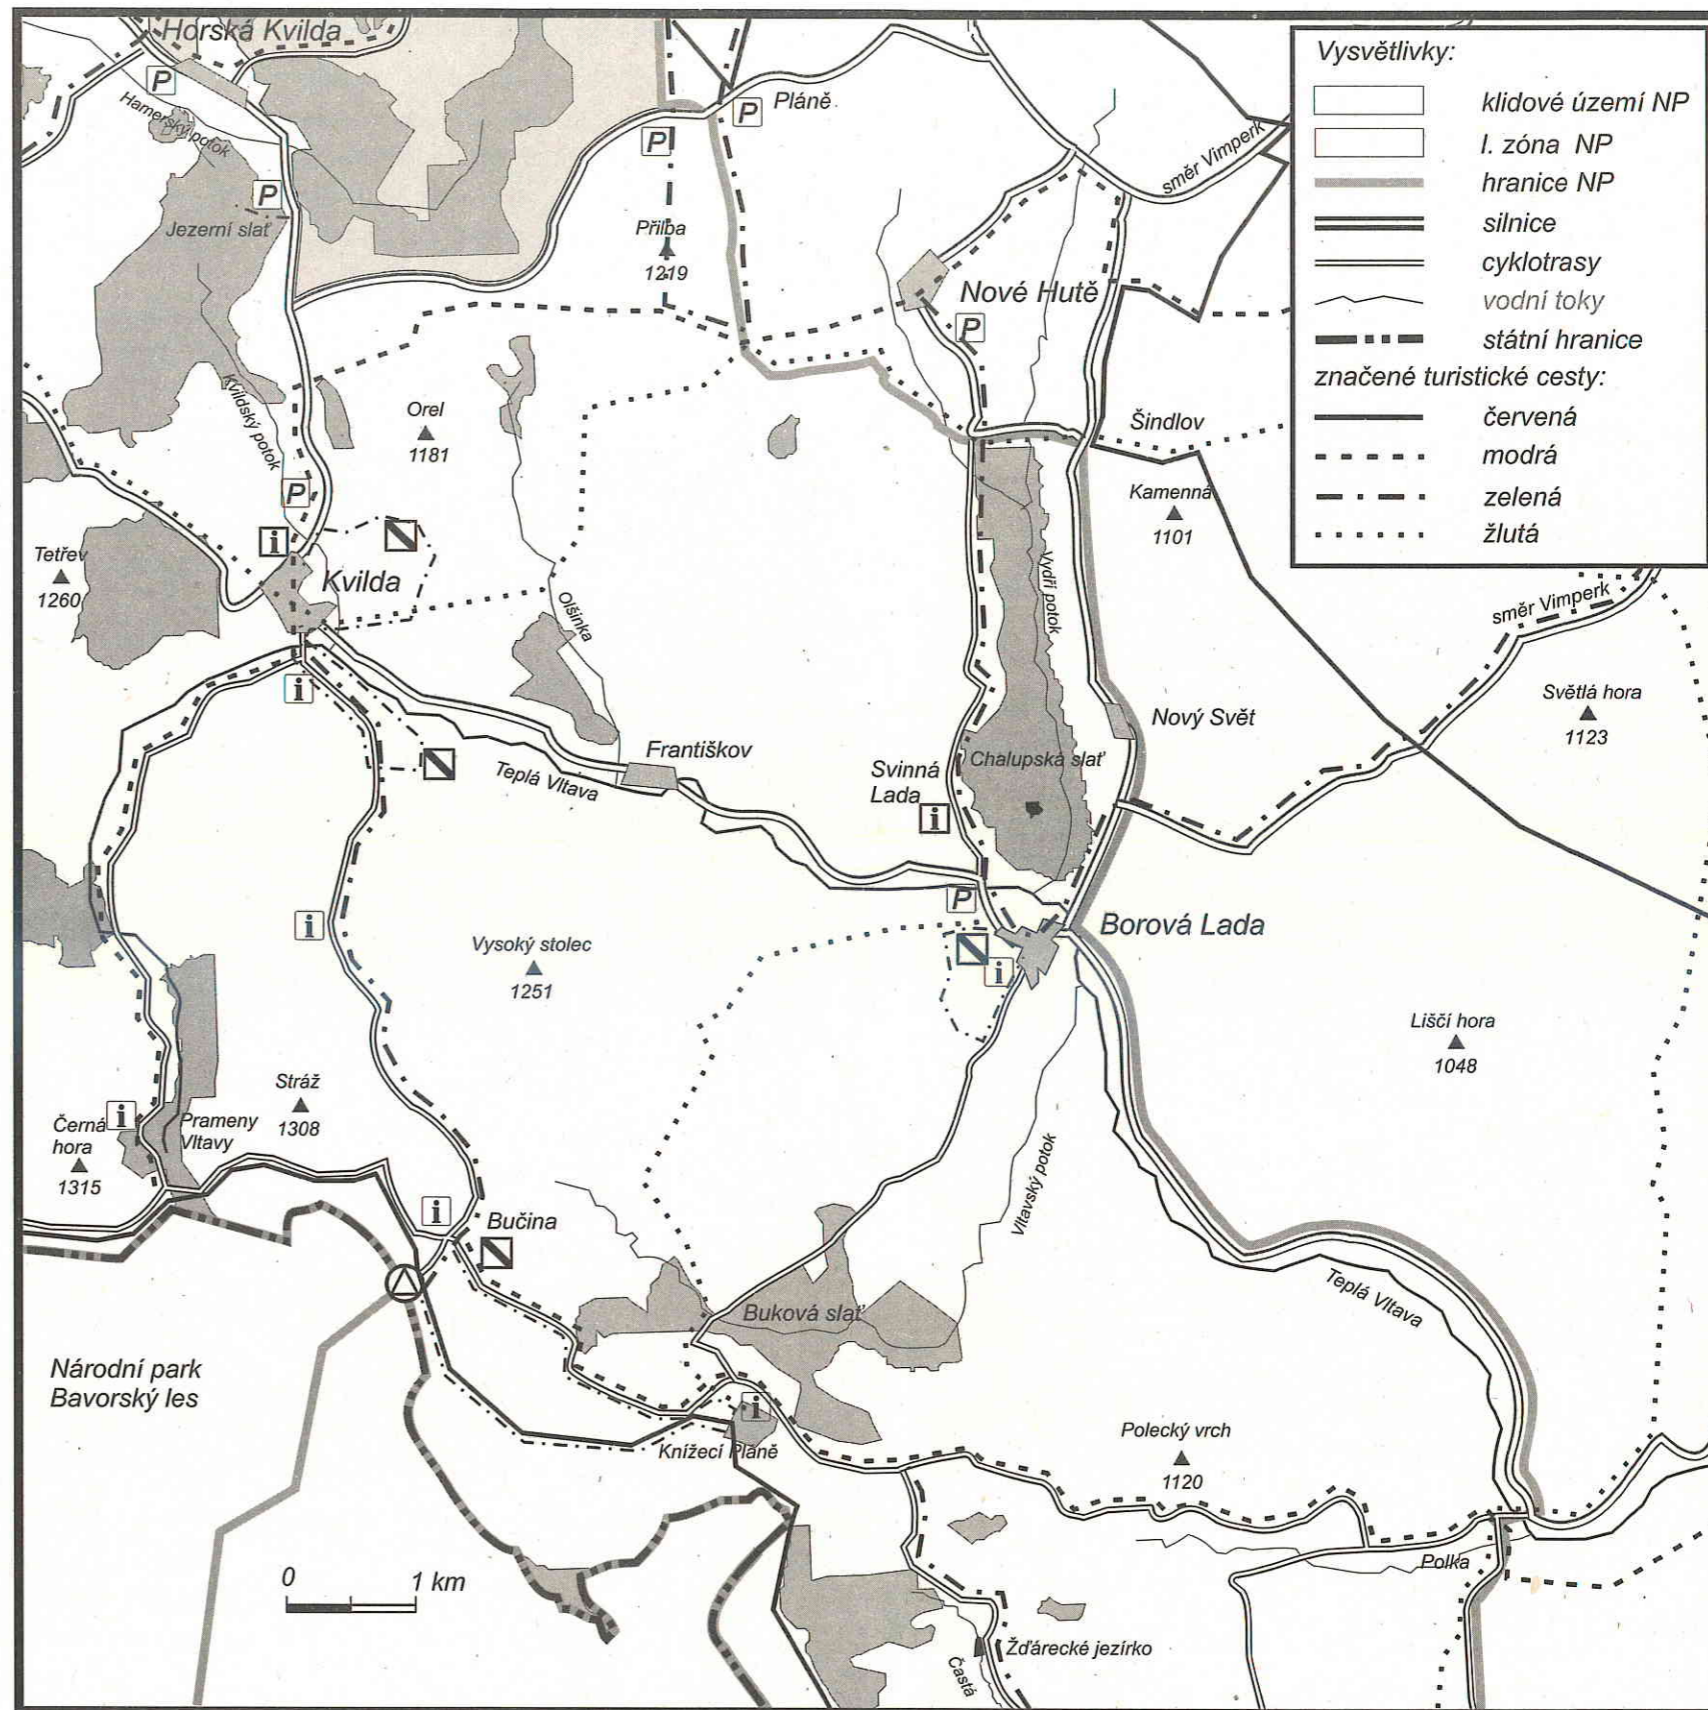 Horská Kvilda
P
Hamerský potok
P
Jezerní slať
P
P
Pláně
Přilba
1219
směr Vimperk
Nové Hutě
P
Vysvětlivky:
klidové území NP
I. zóna NP
hranice NP
silnice
cyklotrasy
vodní toky
státní hranice
značené turistické cesty:
červená
modrá
zelená
žlutá
Kvildský potok
Orel
1181
P
Šindlov
Kamenná
1101
Tetřev
1260
i
Kvilda
Olšinka
Vydří potok
směr Vimperk
i
Světlá hora
1123
Nový Svět
Františkov
Teplá Vltava
Svinná
Lada
Chalupská slať
i
P
Borová Lada
i
i
Vysoký stolec
1251
Liščí hora
1048
Stráž
1308
i
Černá
hora
1315
Prameny
Vltavy
Vltavský potok
i
Bučina
Teplá Vltava
Buková slať
Národní park
Bavorský les
i
Knížecí Pláně
Polecký vrch
1120
0 1 km
Polka
Žďárecké jezírko
Častá